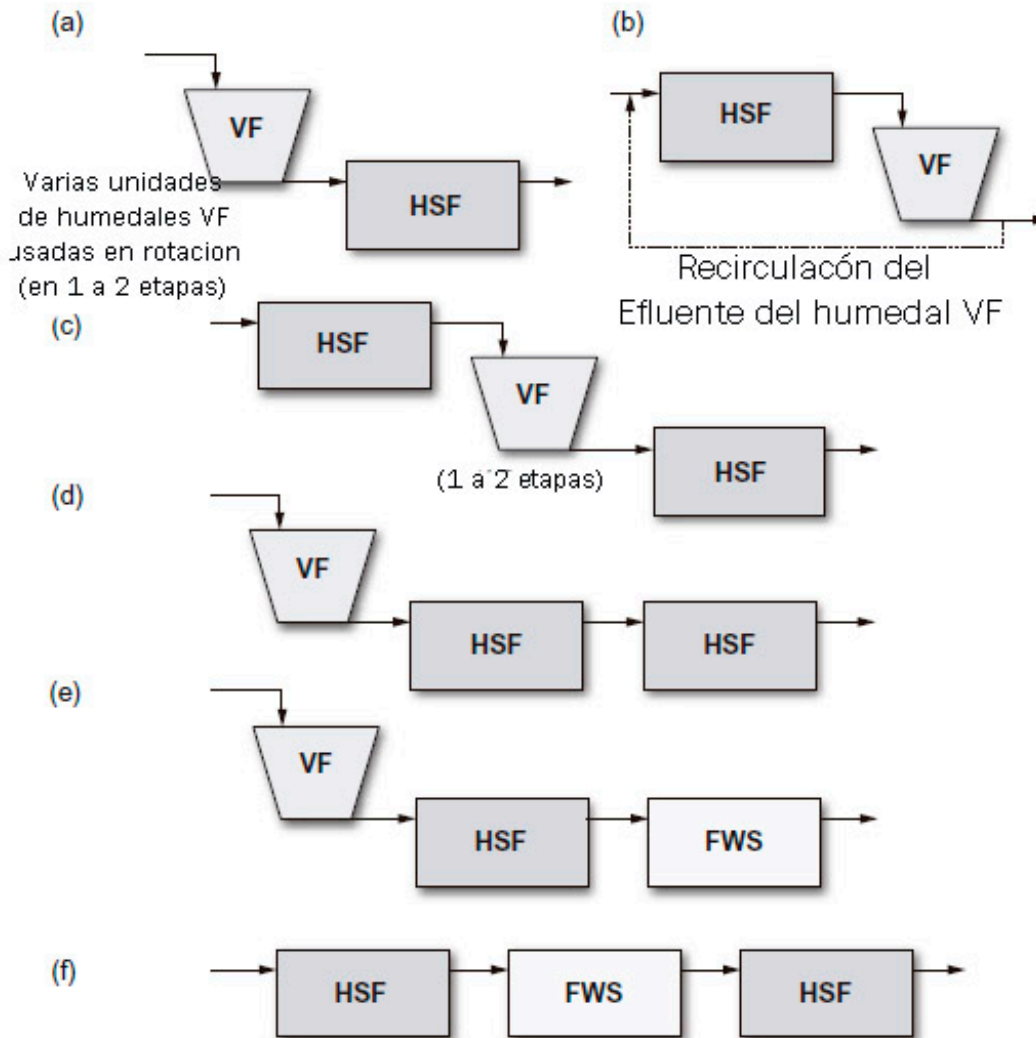 (a)
VF
Varias unidades
de humedales VF
usadas en rotacion
(en 1 a 2 etapas)
HSF
(b)
HSF
VF
Recirculacón del
Efluente del humedal VF
(c)
HSF
VF
(1 a 2 etapas)
HSF
(d)
VF
HSF
HSF
(e)
VF
HSF
FWS
(f)
HSF
FWS
HSF